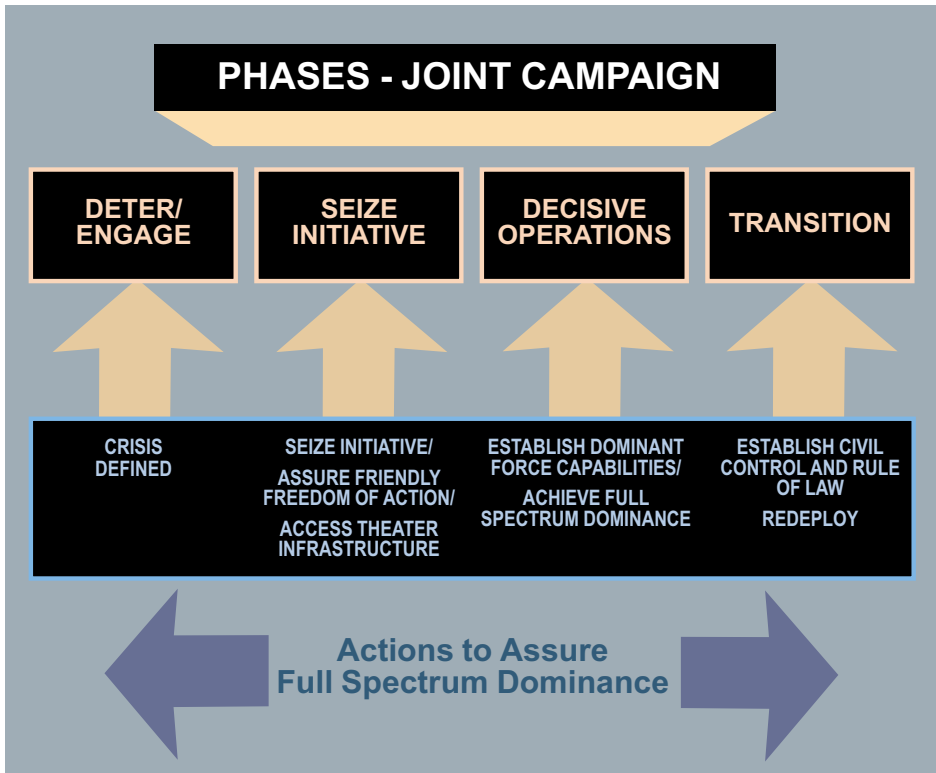 PHASES - JOINT CAMPAIGN
DETER/
ENGAGE
SEIZE
INITIATIVE
DECISIVE
OPERATIONS
TRANSITION
CRISIS
DEFINED
SEIZE INITIATIVE/
ASSURE FRIENDLY
FREEDOM OF ACTION/
ACCESS THEATER
INFRASTRUCTURE
ESTABLISH DOMINANT
FORCE CAPABILITIES/
ACHIEVE FULL
SPECTRUM DOMINANCE
ESTABLISH CIVIL
CONTROL AND RULE
OF LAW
REDEPLOY
Actions to Assure
Full Spectrum Dominance